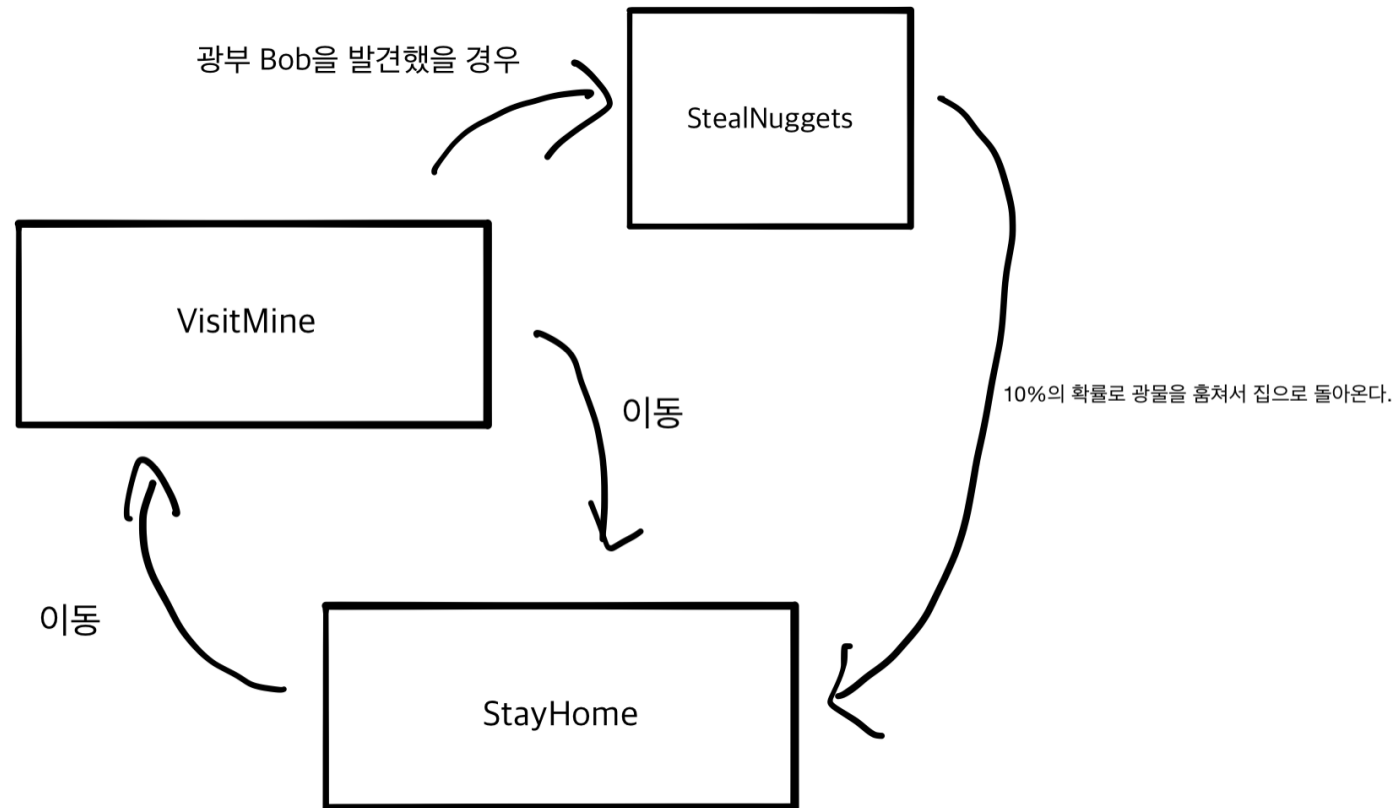 광부 Bob을 발견했을 경우
StealNuggets
VisitMine
10%의 확률로 광물을 훔쳐서 집으로 돌아온다.
이동
이동
StayHome